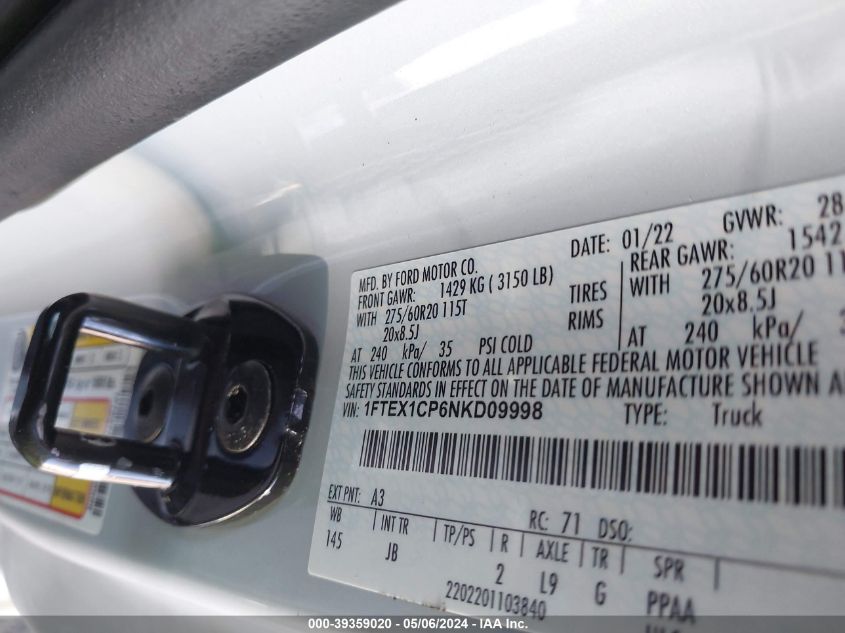 MFD. BY FORD MOTOR CO.
DATE: 01/22 GVWR: 28
FRONT GAWR: 1429 KG ( 3150 LB) REAR GAWR: 1542
WITH 275/60R20 115T TIRES WITH 275/60R20 11
20x8.5J RIMS 20x8.5J
AT 240 kPa/ 35 PSI COLD AT 240 kPa/
THIS VEHICLE CONFORMS TO ALL APPLICABLE FEDERAL MOTOR VEHICLE
SAFETY STANDARDS IN EFFECT ON THE DATE OF MANUFACTURE SHOWN A
VIN: 1FTEX1CP6NKD09998 TYPE: Truck
EXT PNT: A3 RC: 71 DSO:
WB INT TR TP/PS R AXLE TR SPR
145 JB 2 L9 G PPAA
2202201103840
000-39359020 - 05/06/2024 - IAA Inc.